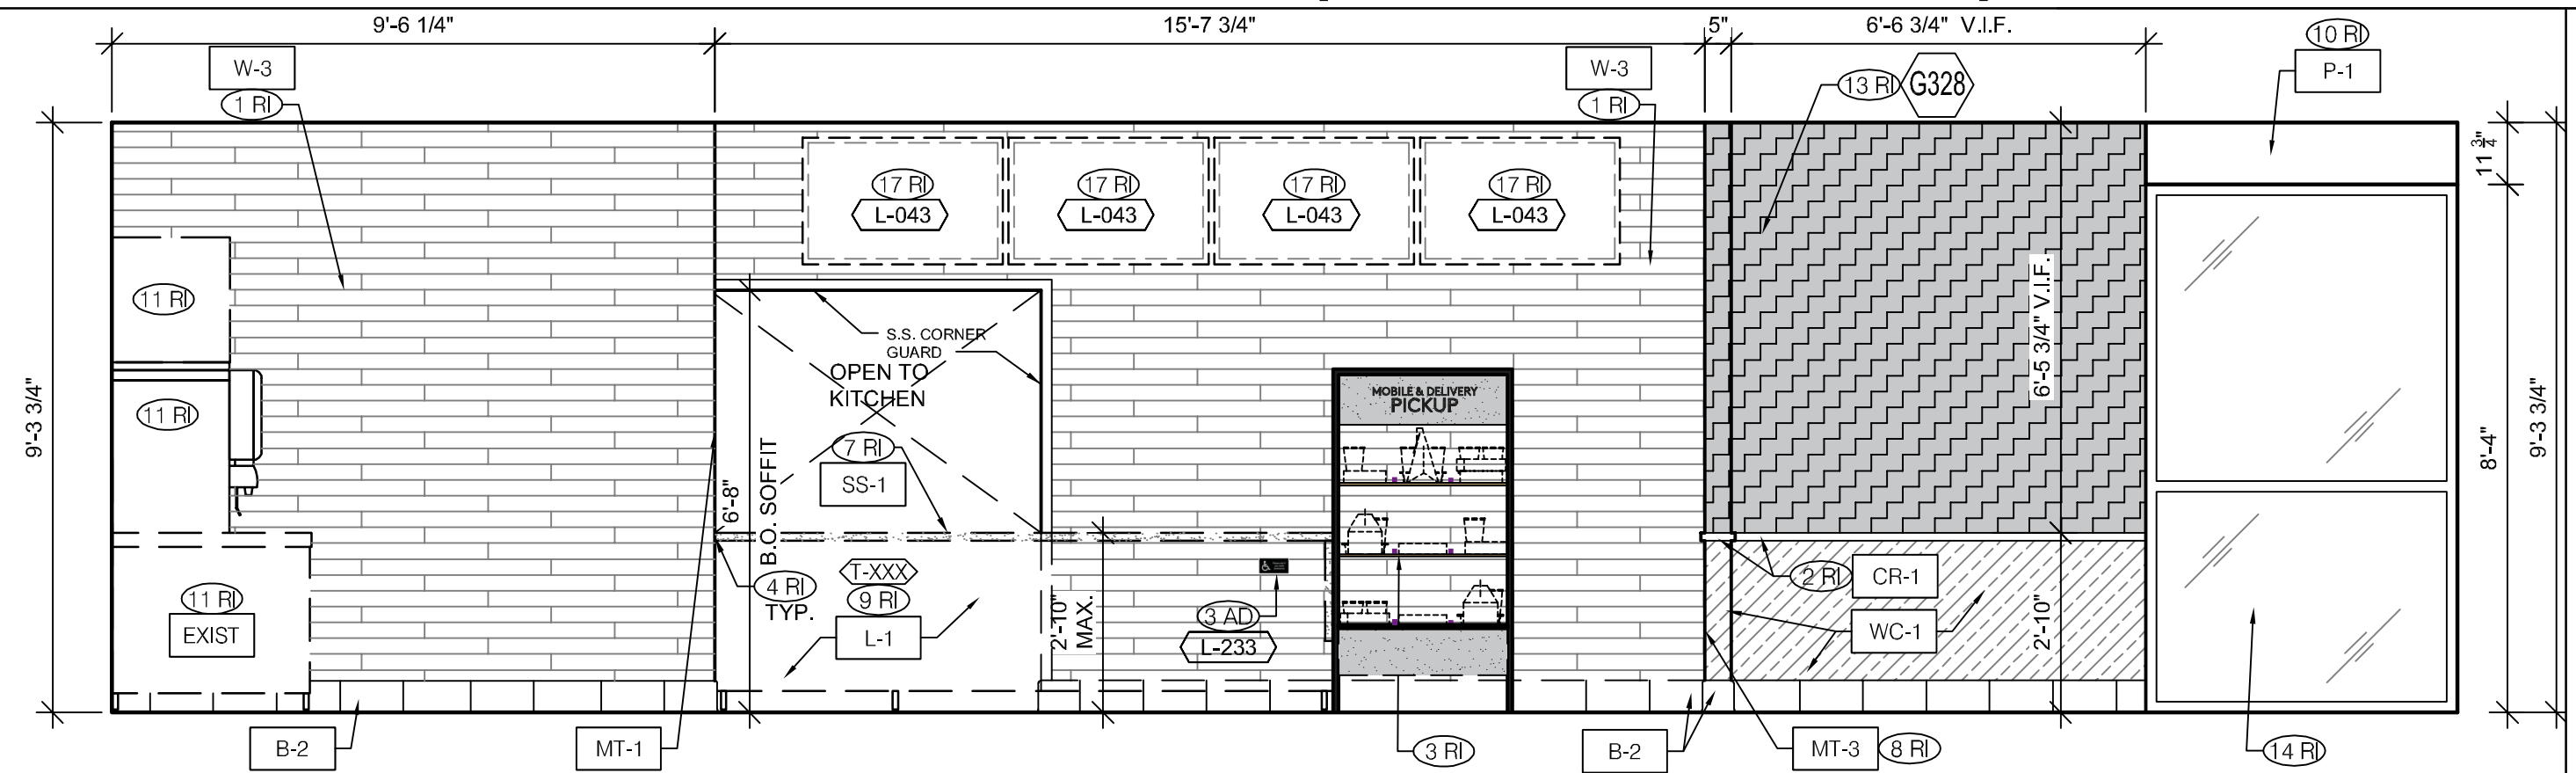 9'-6 1/4"
15'-7 3/4"
5"
6'-6 3/4" V.I.F.
10 RI
P-1
W-3
1 RI
W-3
1 RI
13 RI
G328
11 3/4"
17 RI
L-043
17 RI
L-043
17 RI
L-043
17 RI
L-043
11 RI
S.S. CORNER
GUARD
OPEN TO
KITCHEN
6'-5 3/4" V.I.F.
9'-3 3/4"
11 RI
MOBILE & DELIVERY
PICKUP
8'-4"
9'-3 3/4"
7 RI
SS-1
6'-8"
B.O. SOFFIT
4 RI
TYP.
T-XXX
9 RI
L-1
2'-10"
MAX.
3 AD
L-233
2 RI
CR-1
WC-1
2'-10"
11 RI
EXIST
B-2
MT-1
3 RI
B-2
MT-3
8 RI
14 RI